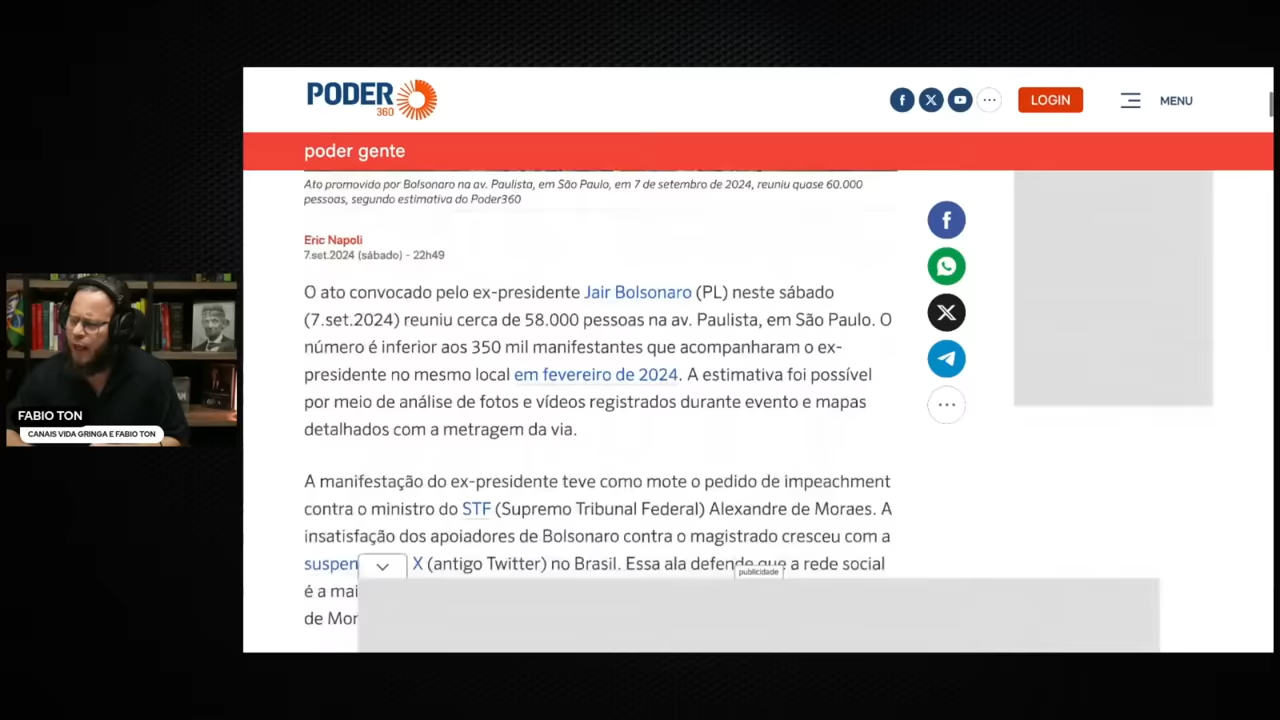 PODER
360
LOGIN
MENU
poder gente
Ato promovido por Bolsonaro na av. Paulista, em São Paulo, em 7 de setembro de 2024, reuniu quase 60.000
pessoas, segundo estimativa do Poder360
Eric Napoli
7.set.2024 (sábado) - 22h49
O ato convocado pelo ex-presidente Jair Bolsonaro (PL) neste sábado
(7.set.2024) reuniu cerca de 58.000 pessoas na av. Paulista, em São Paulo. O
número é inferior aos 350 mil manifestantes que acompanharam o ex-
presidente no mesmo local em fevereiro de 2024. A estimativa foi possível
por meio de análise de fotos e vídeos registrados durante evento e mapas
detalhados com a metragem da via.
A manifestação do ex-presidente teve como mote o pedido de impeachment
contra o ministro do STF (Supremo Tribunal Federal) Alexandre de Moraes. A
insatisfação dos apoiadores de Bolsonaro contra o magistrado cresceu com a
suspen X (antigo Twitter) no Brasil. Essa ala defende que a rede social
publicidade
é a mai
de Mor
FABIO TON
CANAIS VIDA GRINGA E FABIO TON